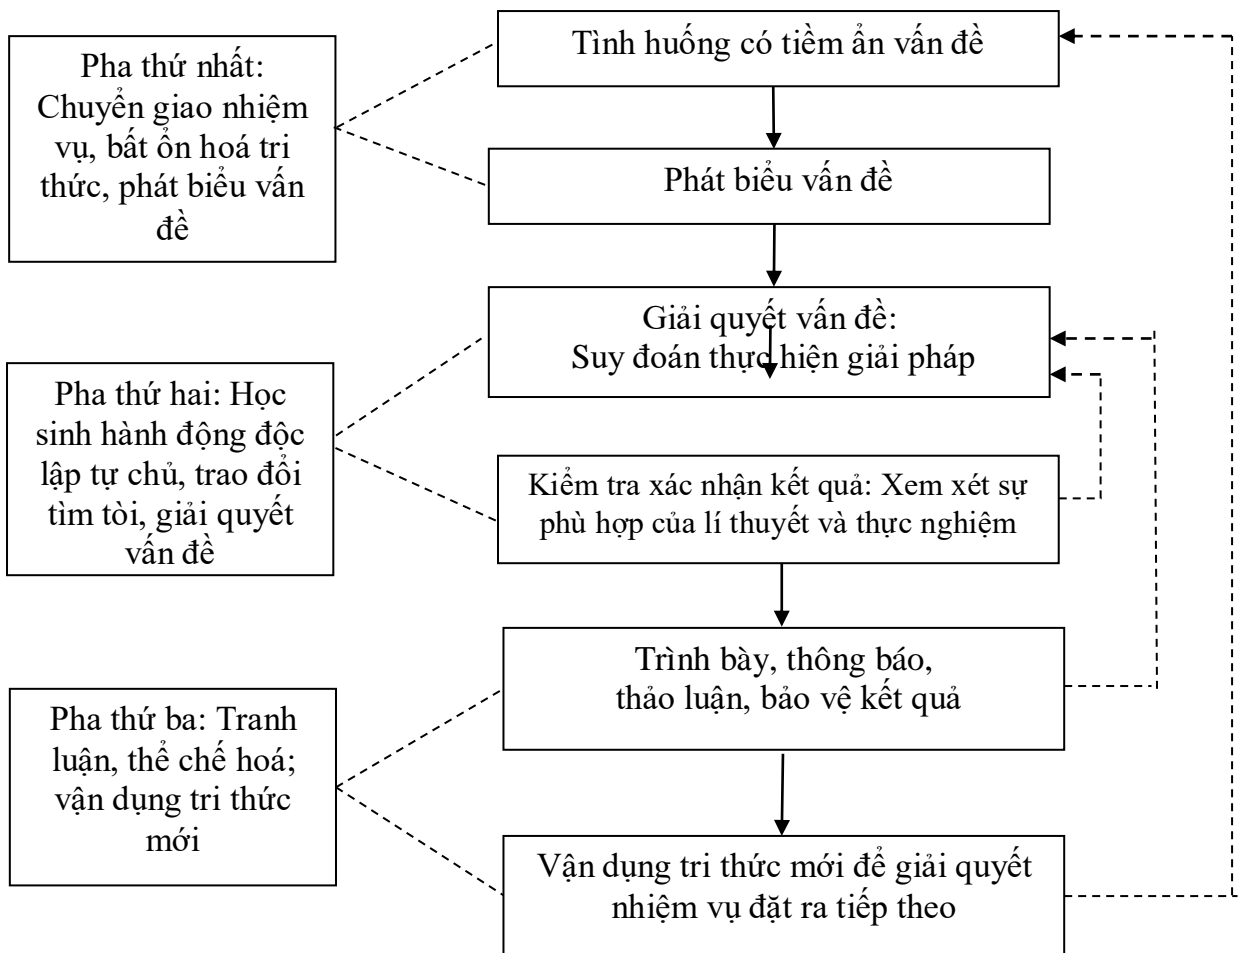 Tình huống có tiềm ẩn vấn đề
Pha thứ nhất:
Chuyển giao nhiệm
vụ, bất ổn hoá tri
thức, phát biểu vấn
đề
Phát biểu vấn đề
Giải quyết vấn đề:
Suy đoán thực hiện giải pháp
Pha thứ hai: Học
sinh hành động độc
lập tự chủ, trao đổi
tìm tòi, giải quyết
vấn đề
Kiểm tra xác nhận kết quả: Xem xét sự
phù hợp của lí thuyết và thực nghiệm
Trình bày, thông báo,
thảo luận, bảo vệ kết quả
Pha thứ ba: Tranh
luận, thể chế hoá;
vận dụng tri thức
mới
Vận dụng tri thức mới để giải quyết
nhiệm vụ đặt ra tiếp theo